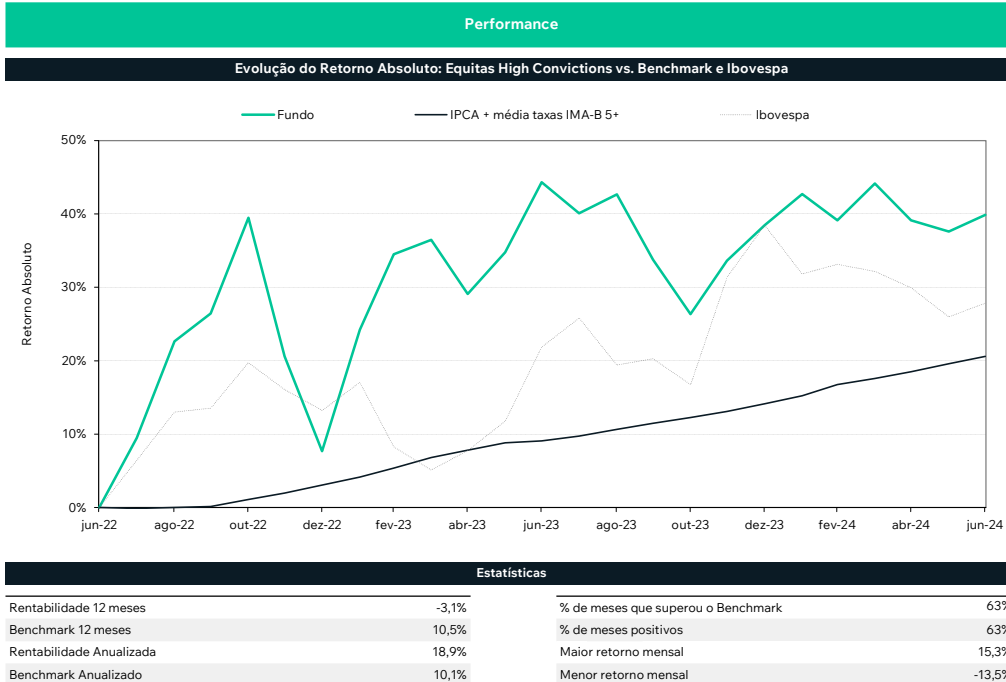 Performance
Evolução do Retorno Absoluto: Equitas High Convictions vs. Benchmark e Ibovespa
Fundo IPCA + média taxas IMA-B 5+ Ibovespa
50%
40%
30%
20%
10%
0%
Retorno Absoluto
jun-22 ago-22 out-22 dez-22 fev-23 abr-23 jun-23 ago-23 out-23 dez-23 fev-24 abr-24 jun-24
Estatísticas
Rentabilidade 12 meses -3,1%
Benchmark 12 meses 10,5%
Rentabilidade Anualizada 18,9%
Benchmark Anualizado 10,1%
% de meses que superou o Benchmark 63%
% de meses positivos 63%
Maior retorno mensal 15,3%
Menor retorno mensal -13,5%